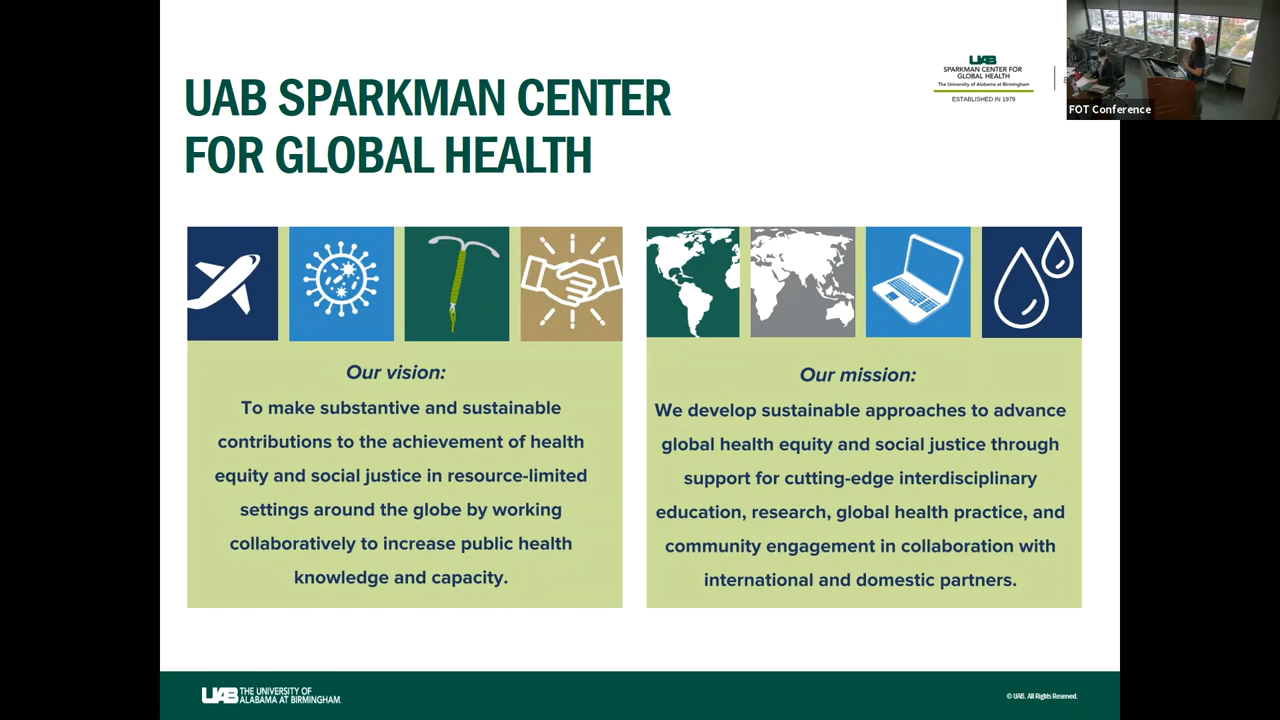 UAB SPARKMAN CENTER
FOR GLOBAL HEALTH
UAB
SPARKMAN CENTER FOR
GLOBAL HEALTH
The University of Alabama at Birmingham
ESTABLISHED IN 1979
FOT Conference
Our vision:
To make substantive and sustainable
contributions to the achievement of health
equity and social justice in resource-limited
settings around the globe by working
collaboratively to increase public health
knowledge and capacity.
Our mission:
We develop sustainable approaches to advance
global health equity and social justice through
support for cutting-edge interdisciplinary
education, research, global health practice, and
community engagement in collaboration with
international and domestic partners.
UAB THE UNIVERSITY OF
ALABAMA AT BIRMINGHAM.
© UAB. All Rights Reserved.